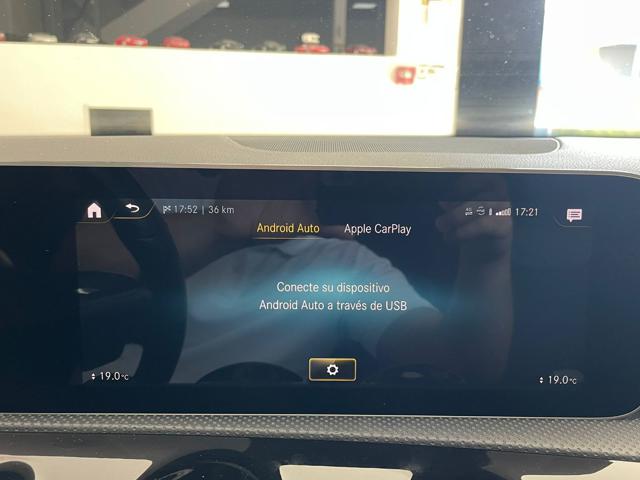 17:52 | 36 km
4G
17:21
Android Auto
Apple CarPlay
Conecte su dispositivo
Android Auto a través de USB
19.0°C
19.0°C